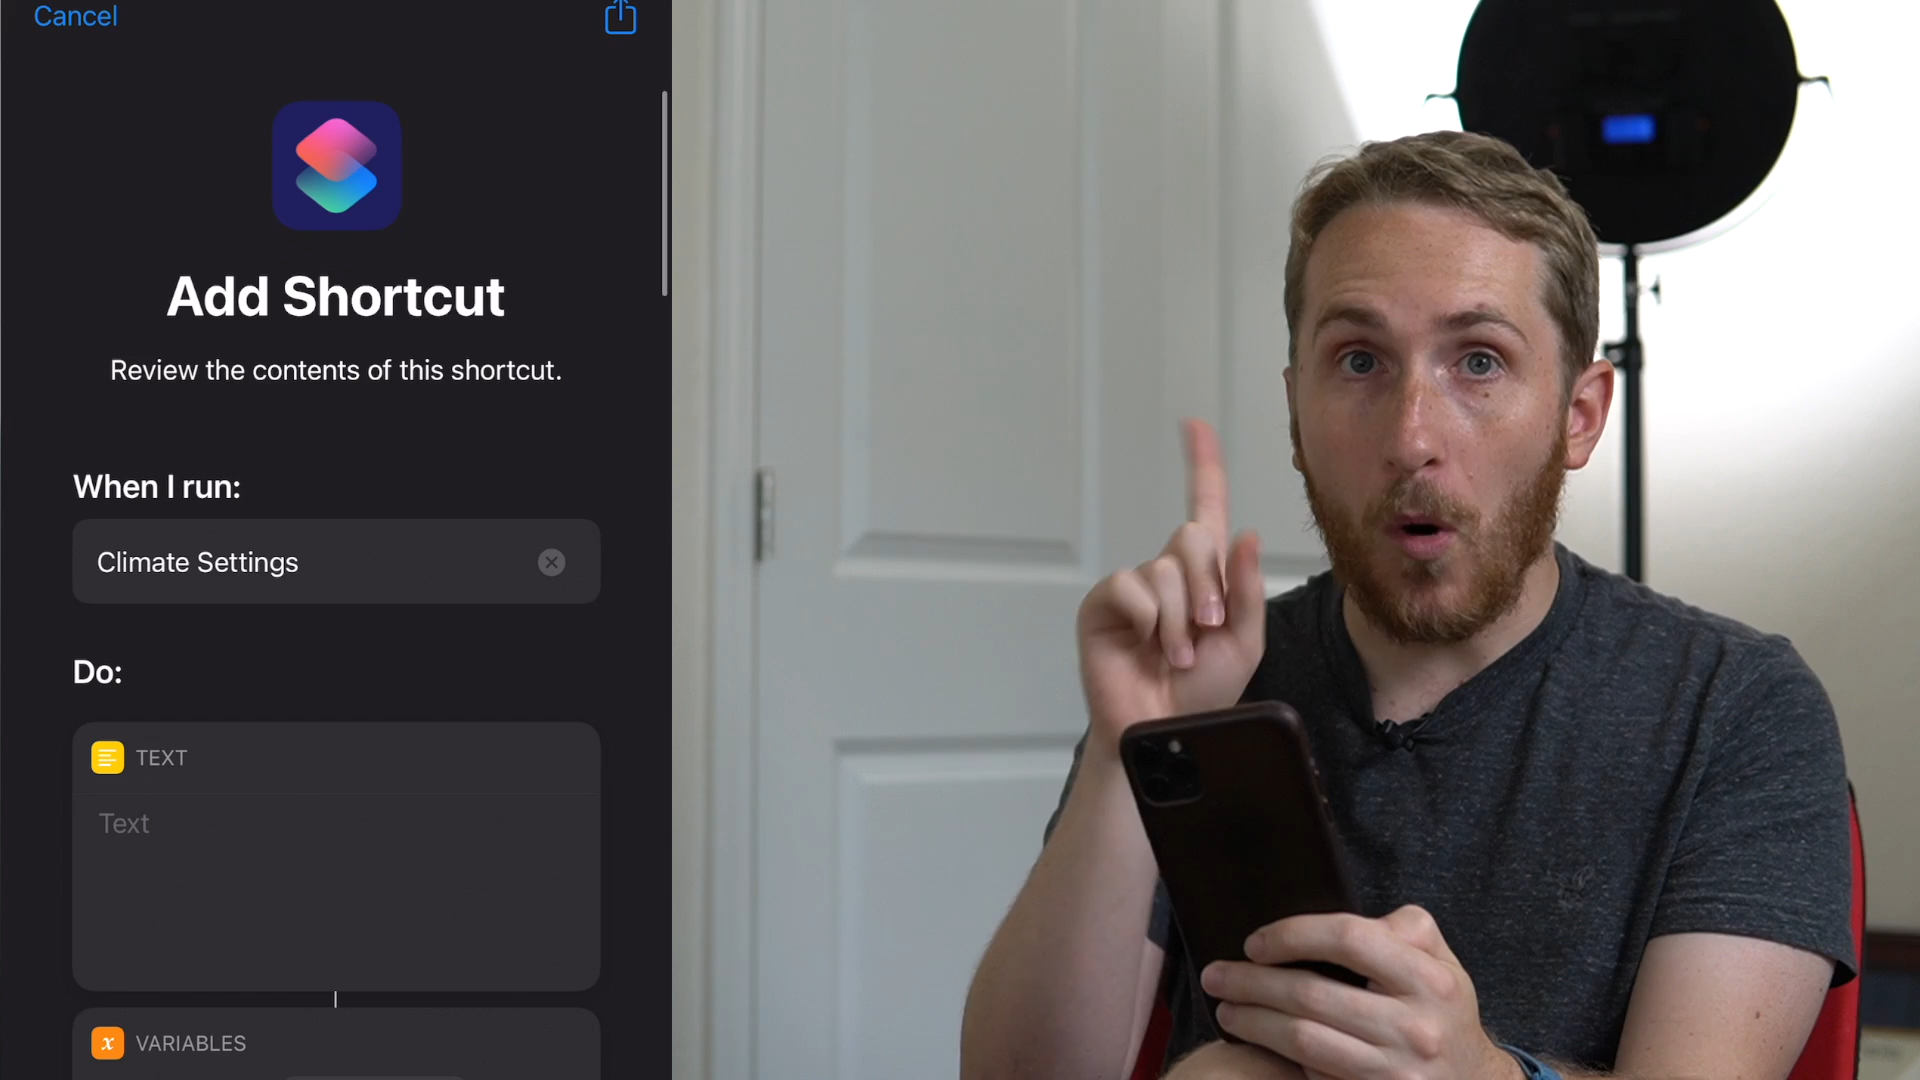 Cancel
Add Shortcut
Review the contents of this shortcut.
When I run:
Climate Settings
Do:
TEXT
Text
x VARIABLES